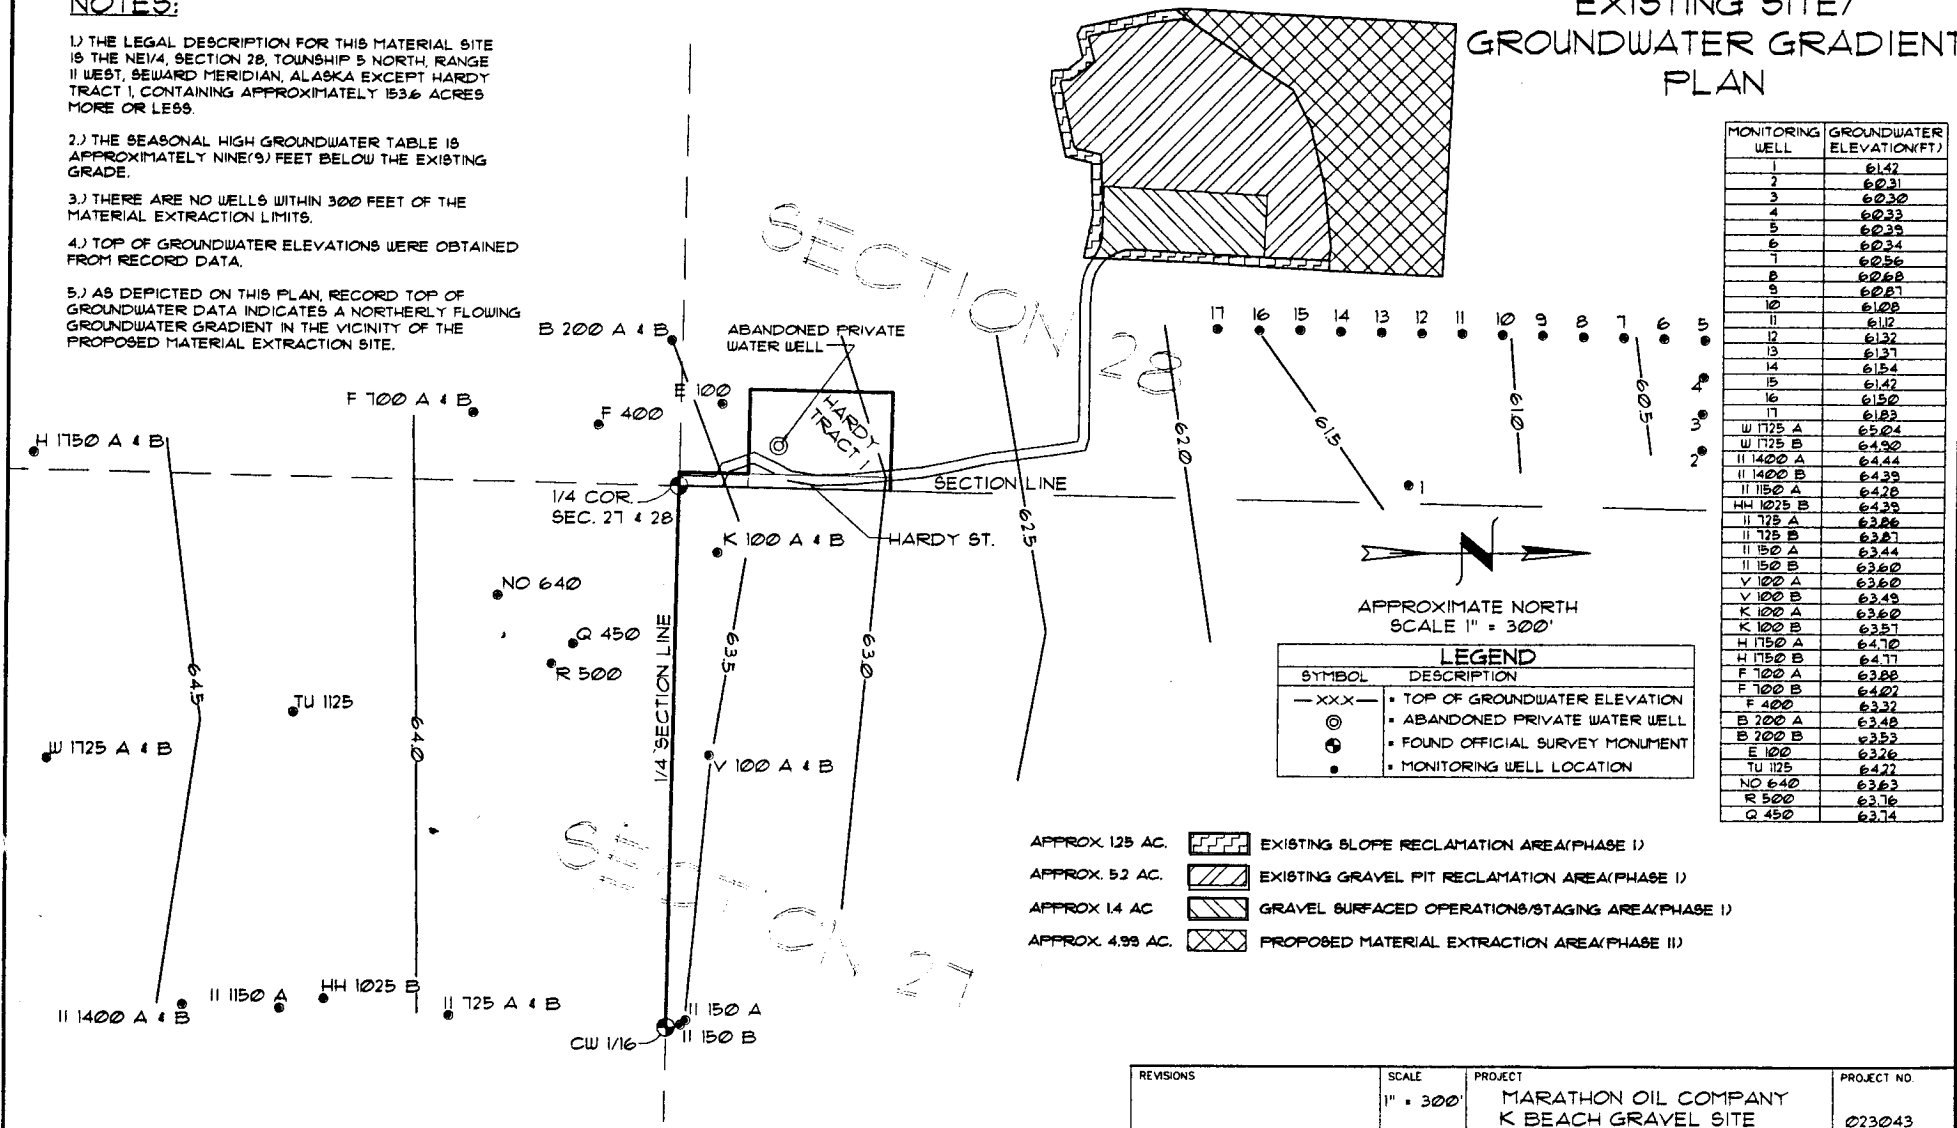 NOTES:
1.) THE LEGAL DESCRIPTION FOR THIS MATERIAL SITE
IS THE NE1/4, SECTION 28, TOWNSHIP 5 NORTH, RANGE
11 WEST, SEWARD MERIDIAN, ALASKA EXCEPT HARDY
TRACT 1, CONTAINING APPROXIMATELY 153.6 ACRES
MORE OR LESS.
2.) THE SEASONAL HIGH GROUNDWATER TABLE IS
APPROXIMATELY NINE(9) FEET BELOW THE EXISTING
GRADE.
3.) THERE ARE NO WELLS WITHIN 300 FEET OF THE
MATERIAL EXTRACTION LIMITS.
4.) TOP OF GROUNDWATER ELEVATIONS WERE OBTAINED
FROM RECORD DATA.
5.) AS DEPICTED ON THIS PLAN, RECORD TOP OF
GROUNDWATER DATA INDICATES A NORTHERLY FLOWING
GROUNDWATER GRADIENT IN THE VICINITY OF THE
PROPOSED MATERIAL EXTRACTION SITE.
EXISTING SITE/
GROUNDWATER GRADIENT
PLAN
MONITORING WELL GROUNDWATER ELEVATION(FT)
1 61.42
2 60.31
3 60.30
4 60.33
5 60.39
6 60.34
7 60.56
8 60.68
9 60.87
10 61.08
11 61.12
12 61.32
13 61.37
14 61.54
15 61.42
16 61.50
17 61.83
W 1725 A 65.04
W 1725 B 64.90
II 1400 A 64.44
II 1400 B 64.39
II 1150 A 64.28
HH 1025 B 64.39
II 725 A 63.86
II 725 B 63.87
II 150 A 63.44
II 150 B 63.60
V 100 A 63.60
V 100 B 63.49
K 100 A 63.60
K 100 B 63.57
H 1750 A 64.70
H 1750 B 64.77
F 700 A 63.88
F 700 B 64.02
F 400 63.32
B 200 A 63.48
B 200 B 63.53
E 100 63.26
TU 1125 64.22
NO 640 63.63
R 500 63.76
Q 450 63.74
SECTION 28
B 200 A & B
ABANDONED PRIVATE
WATER WELL
17 16 15 14 13 12 11 10 9 8 7 6 5
4
3
2
1
E 100
F 700 A & B
F 400
HARDY
TRACT 1
H 1750 A & B
62.0
61.5
61.0
60.5
1/4 COR.
SEC. 27 & 28
SECTION LINE
62.5
K 100 A & B
HARDY ST.
N
APPROXIMATE NORTH
SCALE 1" = 300'
NO 640
Q 450
R 500
1/4 SECTION LINE
63.5
63.0
64.5
64.0
TU 1125
W 1725 A & B
V 100 A & B
LEGEND
SYMBOL DESCRIPTION
XXX = TOP OF GROUNDWATER ELEVATION
= ABANDONED PRIVATE WATER WELL
= FOUND OFFICIAL SURVEY MONUMENT
= MONITORING WELL LOCATION
SECTION 27
APPROX. 1.25 AC. EXISTING SLOPE RECLAMATION AREA(PHASE I)
APPROX. 5.2 AC. EXISTING GRAVEL PIT RECLAMATION AREA(PHASE I)
APPROX 1.4 AC GRAVEL SURFACED OPERATIONS/STAGING AREA(PHASE I)
APPROX. 4.99 AC. PROPOSED MATERIAL EXTRACTION AREA(PHASE II)
II 1400 A & B
II 1150 A
HH 1025 B
II 725 A & B
II 150 A
II 150 B
CW 1/16
REVISIONS
SCALE
1" = 300'
PROJECT
MARATHON OIL COMPANY
K BEACH GRAVEL SITE
PROJECT NO.
023043